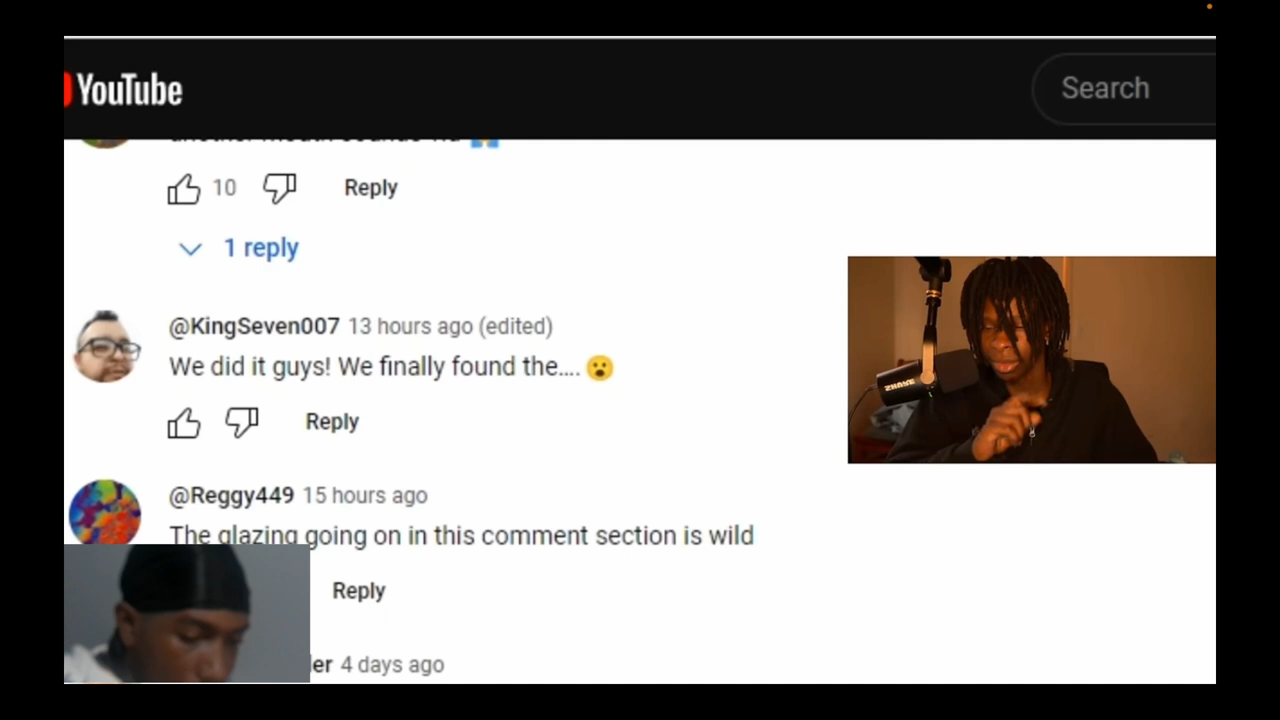 YouTube
Search
10
Reply
1 reply
@KingSeven007 13 hours ago (edited)
We did it guys! We finally found the.... 😮
Reply
@Reggy449 15 hours ago
The glazing going on in this comment section is wild
Reply
4 days ago